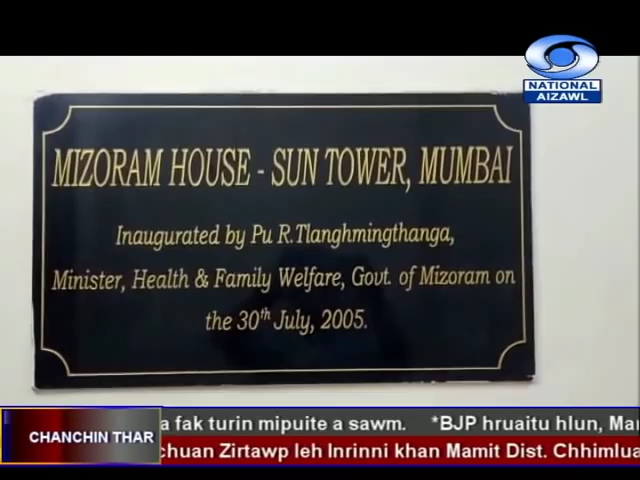 NATIONAL
AIZAWL
MIZORAM HOUSE - SUN TOWER, MUMBAI
Inaugurated by Pu R.Tlanghmingthanga,
Minister, Health & Family Welfare, Govt. of Mizoram on
the 30th July, 2005.
CHANCHIN THAR
a fak turin mipuite a sawm. *BJP hruaitu hlun, Mar
chuan Zirtawp leh Inrinni khan Mamit Dist. Chhimlua